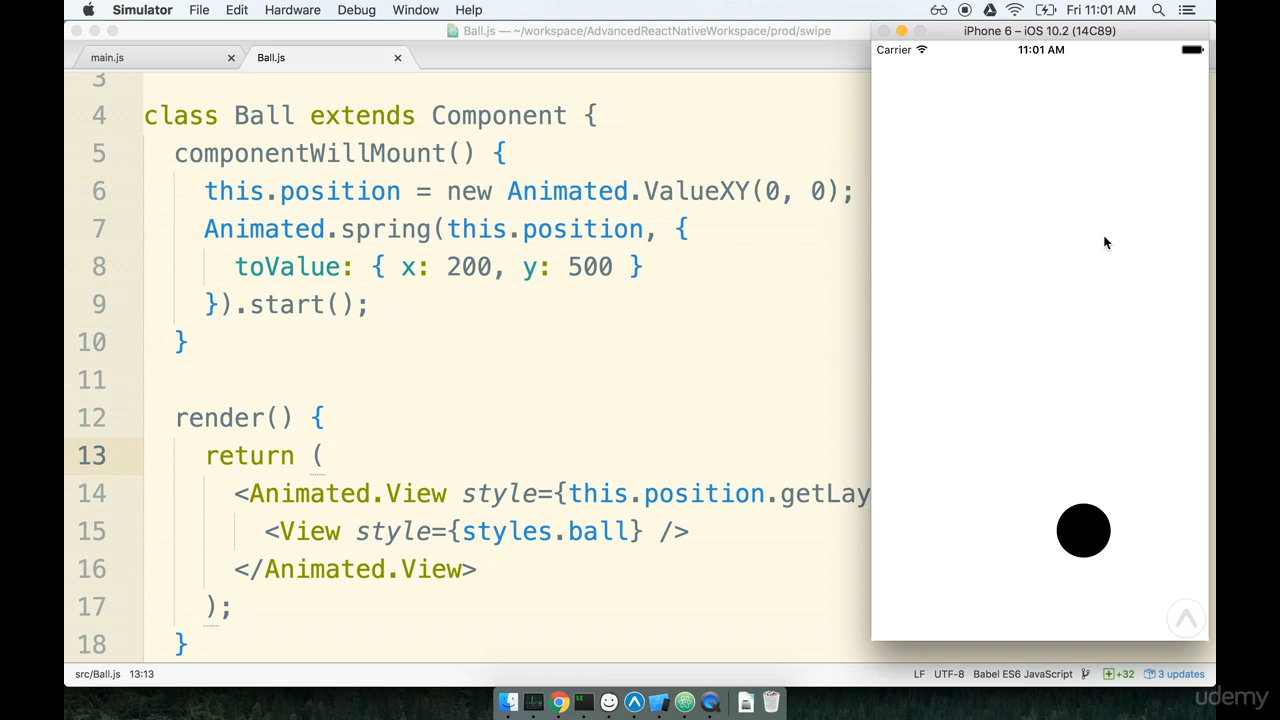 Simulator File Edit Hardware Debug Window Help Fri 11:01 AM
Ball.js — ~/workspace/AdvancedReactNativeWorkspace/prod/swipe
iPhone 6 – iOS 10.2 (14C89)
main.js Ball.js
Carrier 11:01 AM
3
4 class Ball extends Component {
5 componentWillMount() {
6 this.position = new Animated.ValueXY(0, 0);
7 Animated.spring(this.position, {
8 toValue: { x: 200, y: 500 }
9 }).start();
10 }
11
12 render() {
13 return (
14 <Animated.View style={this.position.getLay
15 <View style={styles.ball} />
16 </Animated.View>
17 );
18 }
src/Ball.js 13:13 LF UTF-8 Babel ES6 JavaScript +32 3 updates
udemy